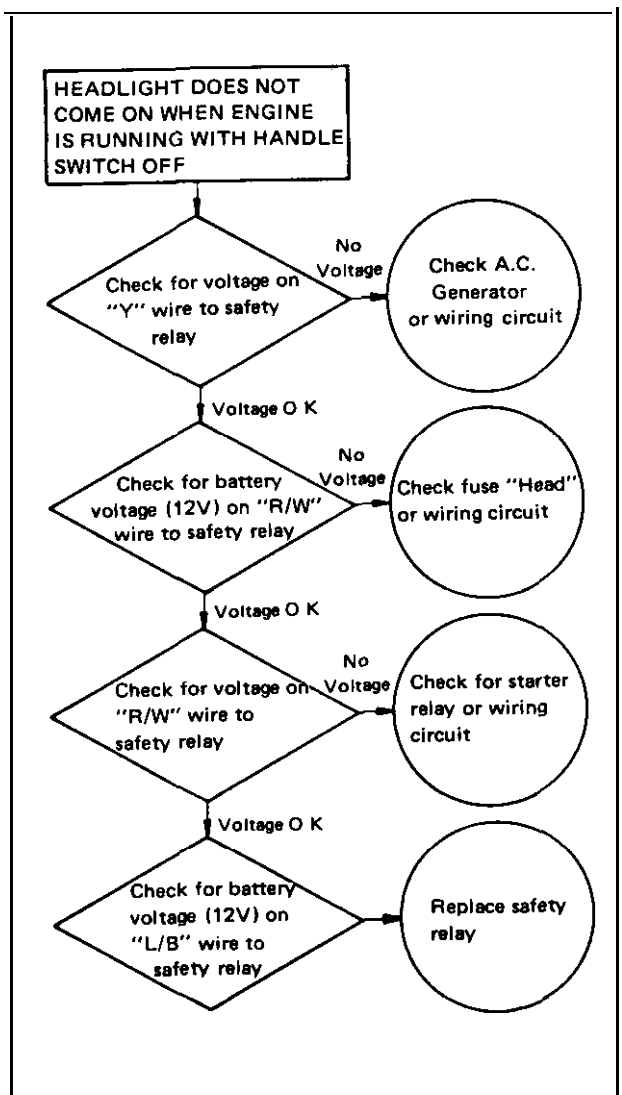 HEADLIGHT DOES NOT
COME ON WHEN ENGINE
IS RUNNING WITH HANDLE
SWITCH OFF
Check for voltage on
"Y" wire to safety
relay
No
Voltage
Check A.C.
Generator
or wiring circuit
Voltage O K
Check for battery
voltage (12V) on "R/W"
wire to safety relay
No
Voltage
Check fuse "Head"
or wiring circuit
Voltage O K
Check for voltage on
"R/W" wire to
safety relay
No
Voltage
Check for starter
relay or wiring
circuit
Voltage O K
Check for battery
voltage (12V) on
"L/B" wire to
safety relay
Replace safety
relay